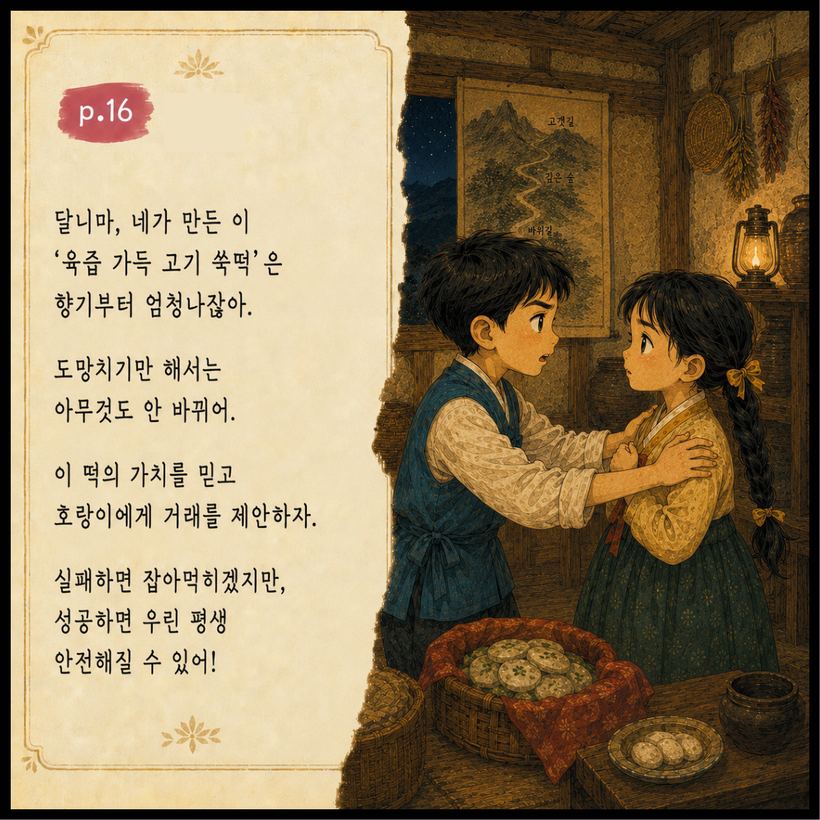 p.16
달니마, 네가 만든 이
‘육즙 가득 고기 쑥떡’은
향기부터 엄청나잖아.
도망치기만 해서는
아무것도 안 바뀌어.
이 떡의 가치를 믿고
호랑이에게 거래를 제안하자.
실패하면 잡아먹히겠지만,
성공하면 우린 평생
안전해질 수 있어!
고갯길
깊은 숲
바위길